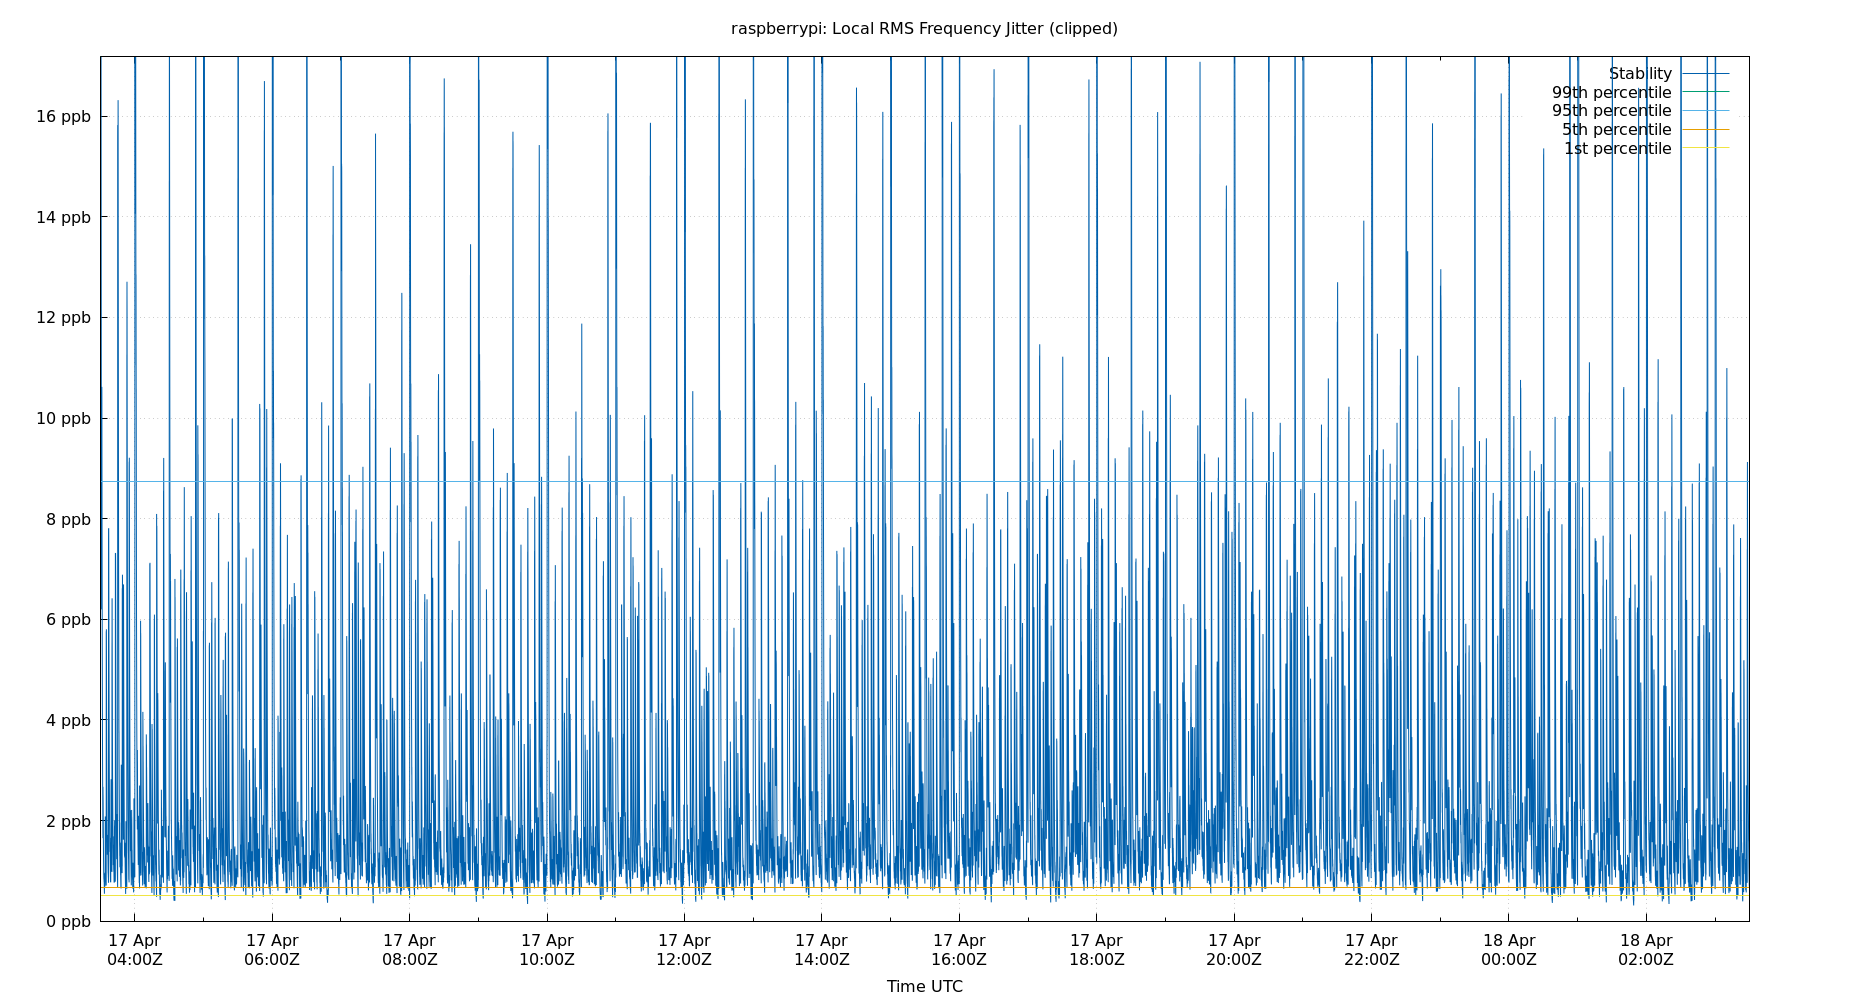 raspberrypi: Local RMS Frequency Jitter (clipped)
Stability
99th percentile
95th percentile
5th percentile
1st percentile
16 ppb
14 ppb
12 ppb
10 ppb
8 ppb
6 ppb
4 ppb
2 ppb
0 ppb
17 Apr 17 Apr 17 Apr 17 Apr 17 Apr 17 Apr 17 Apr 17 Apr 17 Apr 17 Apr 18 Apr 18 Apr
04:00Z 06:00Z 08:00Z 10:00Z 12:00Z 14:00Z 16:00Z 18:00Z 20:00Z 22:00Z 00:00Z 02:00Z
Time UTC